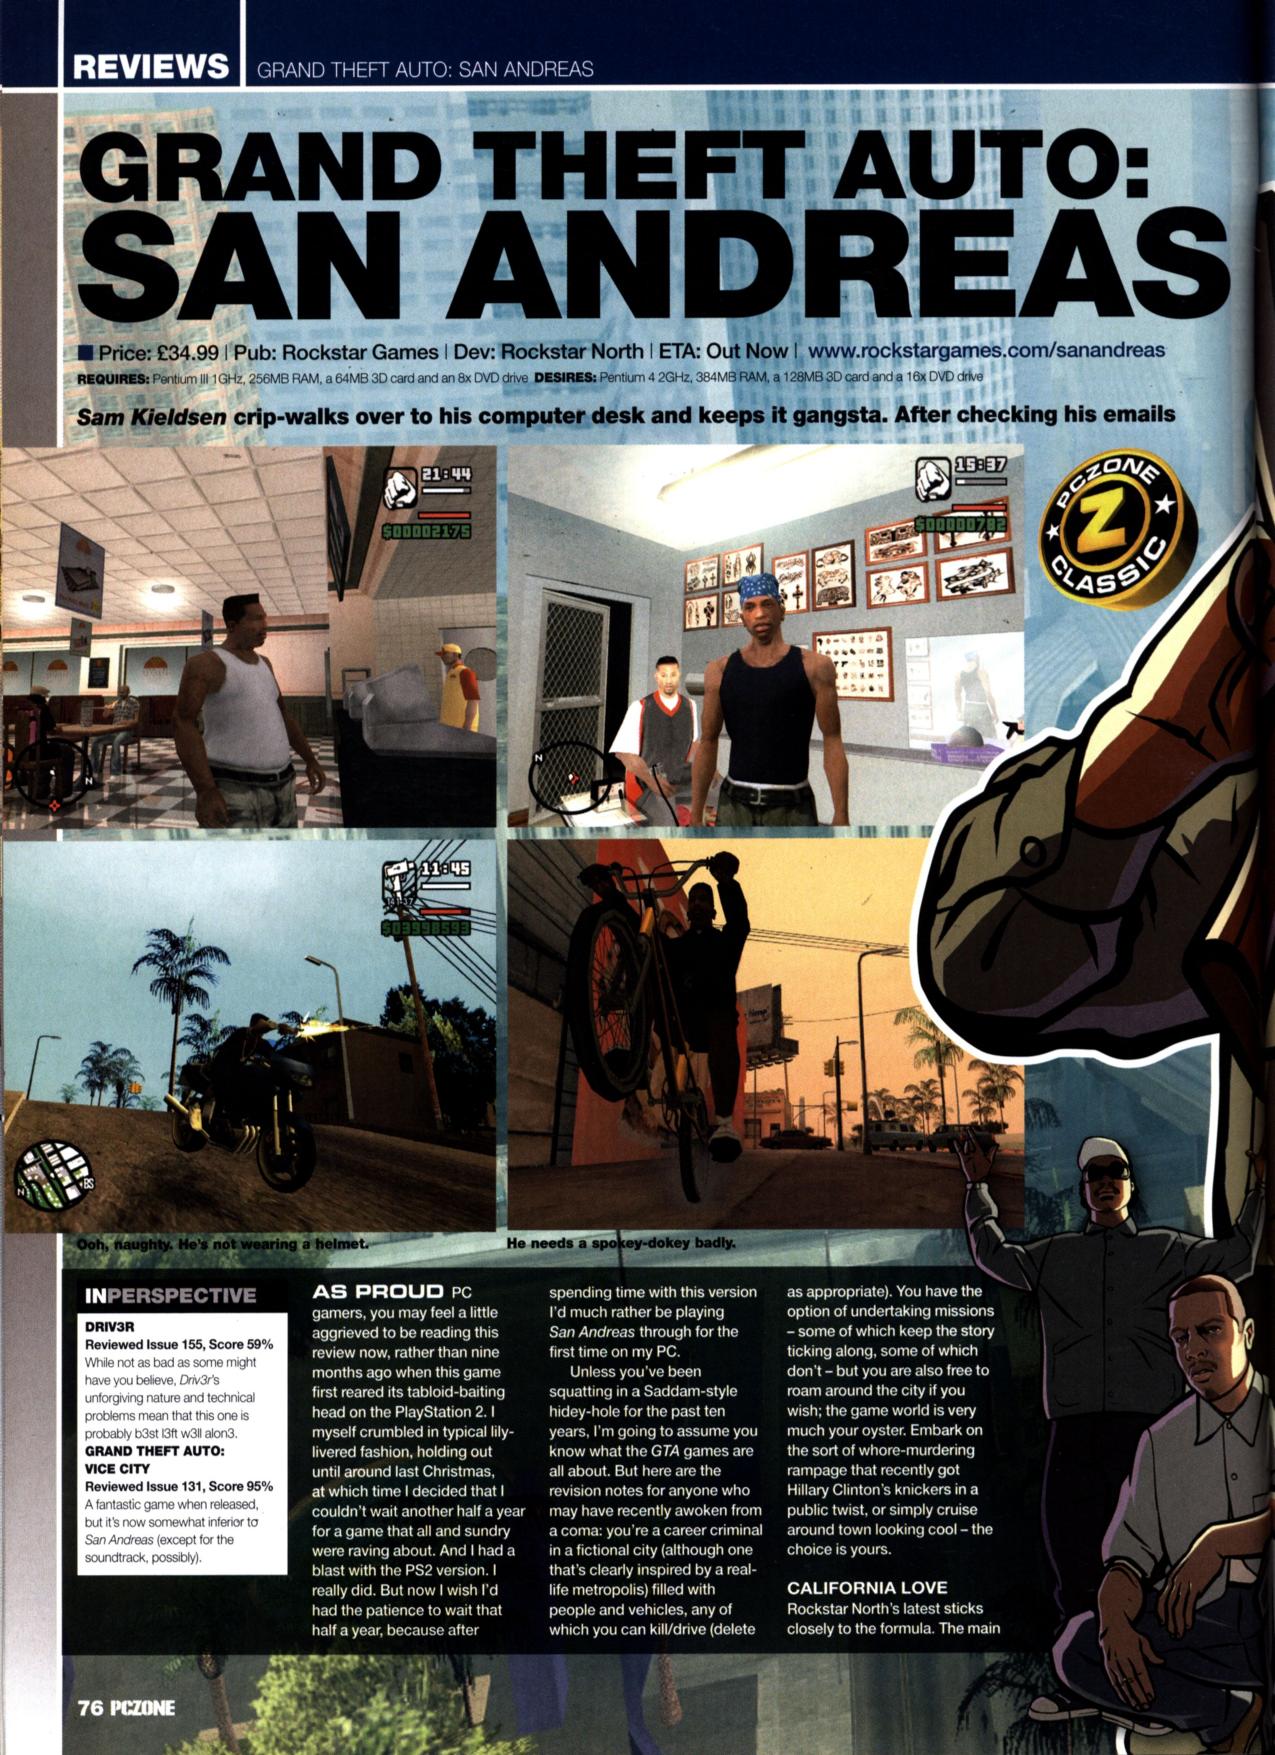 REVIEWS
GRAND THEFT AUTO: SAN ANDREAS
GRAND THEFT AUTO:
SAN ANDREAS
Price: £34.99 | Pub: Rockstar Games | Dev: Rockstar North | ETA: Out Now | www.rockstargames.com/sanandreas
REQUIRES: Pentium III 1GHz, 256MB RAM, a 64MB 3D card and an 8x DVD drive DESIRES: Pentium 4 2GHz, 384MB RAM, a 128MB 3D card and a 16x DVD drive
Sam Kieldsen crip-walks over to his computer desk and keeps it gangsta. After checking his emails
21:44
$00002175
N
15:37
$00000782
N
PCZONE
Z
CLASSIC
11:45
$03998593
N
BS
Ooh, naughty. He's not wearing a helmet.
He needs a spokey-dokey badly.
INPERSPECTIVE
DRIV3R
Reviewed Issue 155, Score 59%
While not as bad as some might
have you believe, Driv3r's
unforgiving nature and technical
problems mean that this one is
probably b3st l3ft w3ll alon3.
GRAND THEFT AUTO:
VICE CITY
Reviewed Issue 131, Score 95%
A fantastic game when released,
but it's now somewhat inferior to
San Andreas (except for the
soundtrack, possibly).
AS PROUD PC
gamers, you may feel a little
aggrieved to be reading this
review now, rather than nine
months ago when this game
first reared its tabloid-baiting
head on the PlayStation 2. I
myself crumbled in typical lily-
livered fashion, holding out
until around last Christmas,
at which time I decided that I
couldn't wait another half a year
for a game that all and sundry
were raving about. And I had a
blast with the PS2 version. I
really did. But now I wish I'd
had the patience to wait that
half a year, because after
spending time with this version
I'd much rather be playing
San Andreas through for the
first time on my PC.
Unless you've been
squatting in a Saddam-style
hidey-hole for the past ten
years, I'm going to assume you
know what the GTA games are
all about. But here are the
revision notes for anyone who
may have recently awoken from
a coma: you're a career criminal
in a fictional city (although one
that's clearly inspired by a real-
life metropolis) filled with
people and vehicles, any of
which you can kill/drive (delete
as appropriate). You have the
option of undertaking missions
– some of which keep the story
ticking along, some of which
don't – but you are also free to
roam around the city if you
wish; the game world is very
much your oyster. Embark on
the sort of whore-murdering
rampage that recently got
Hillary Clinton's knickers in a
public twist, or simply cruise
around town looking cool – the
choice is yours.
CALIFORNIA LOVE
Rockstar North's latest sticks
closely to the formula. The main
76 PCZONE